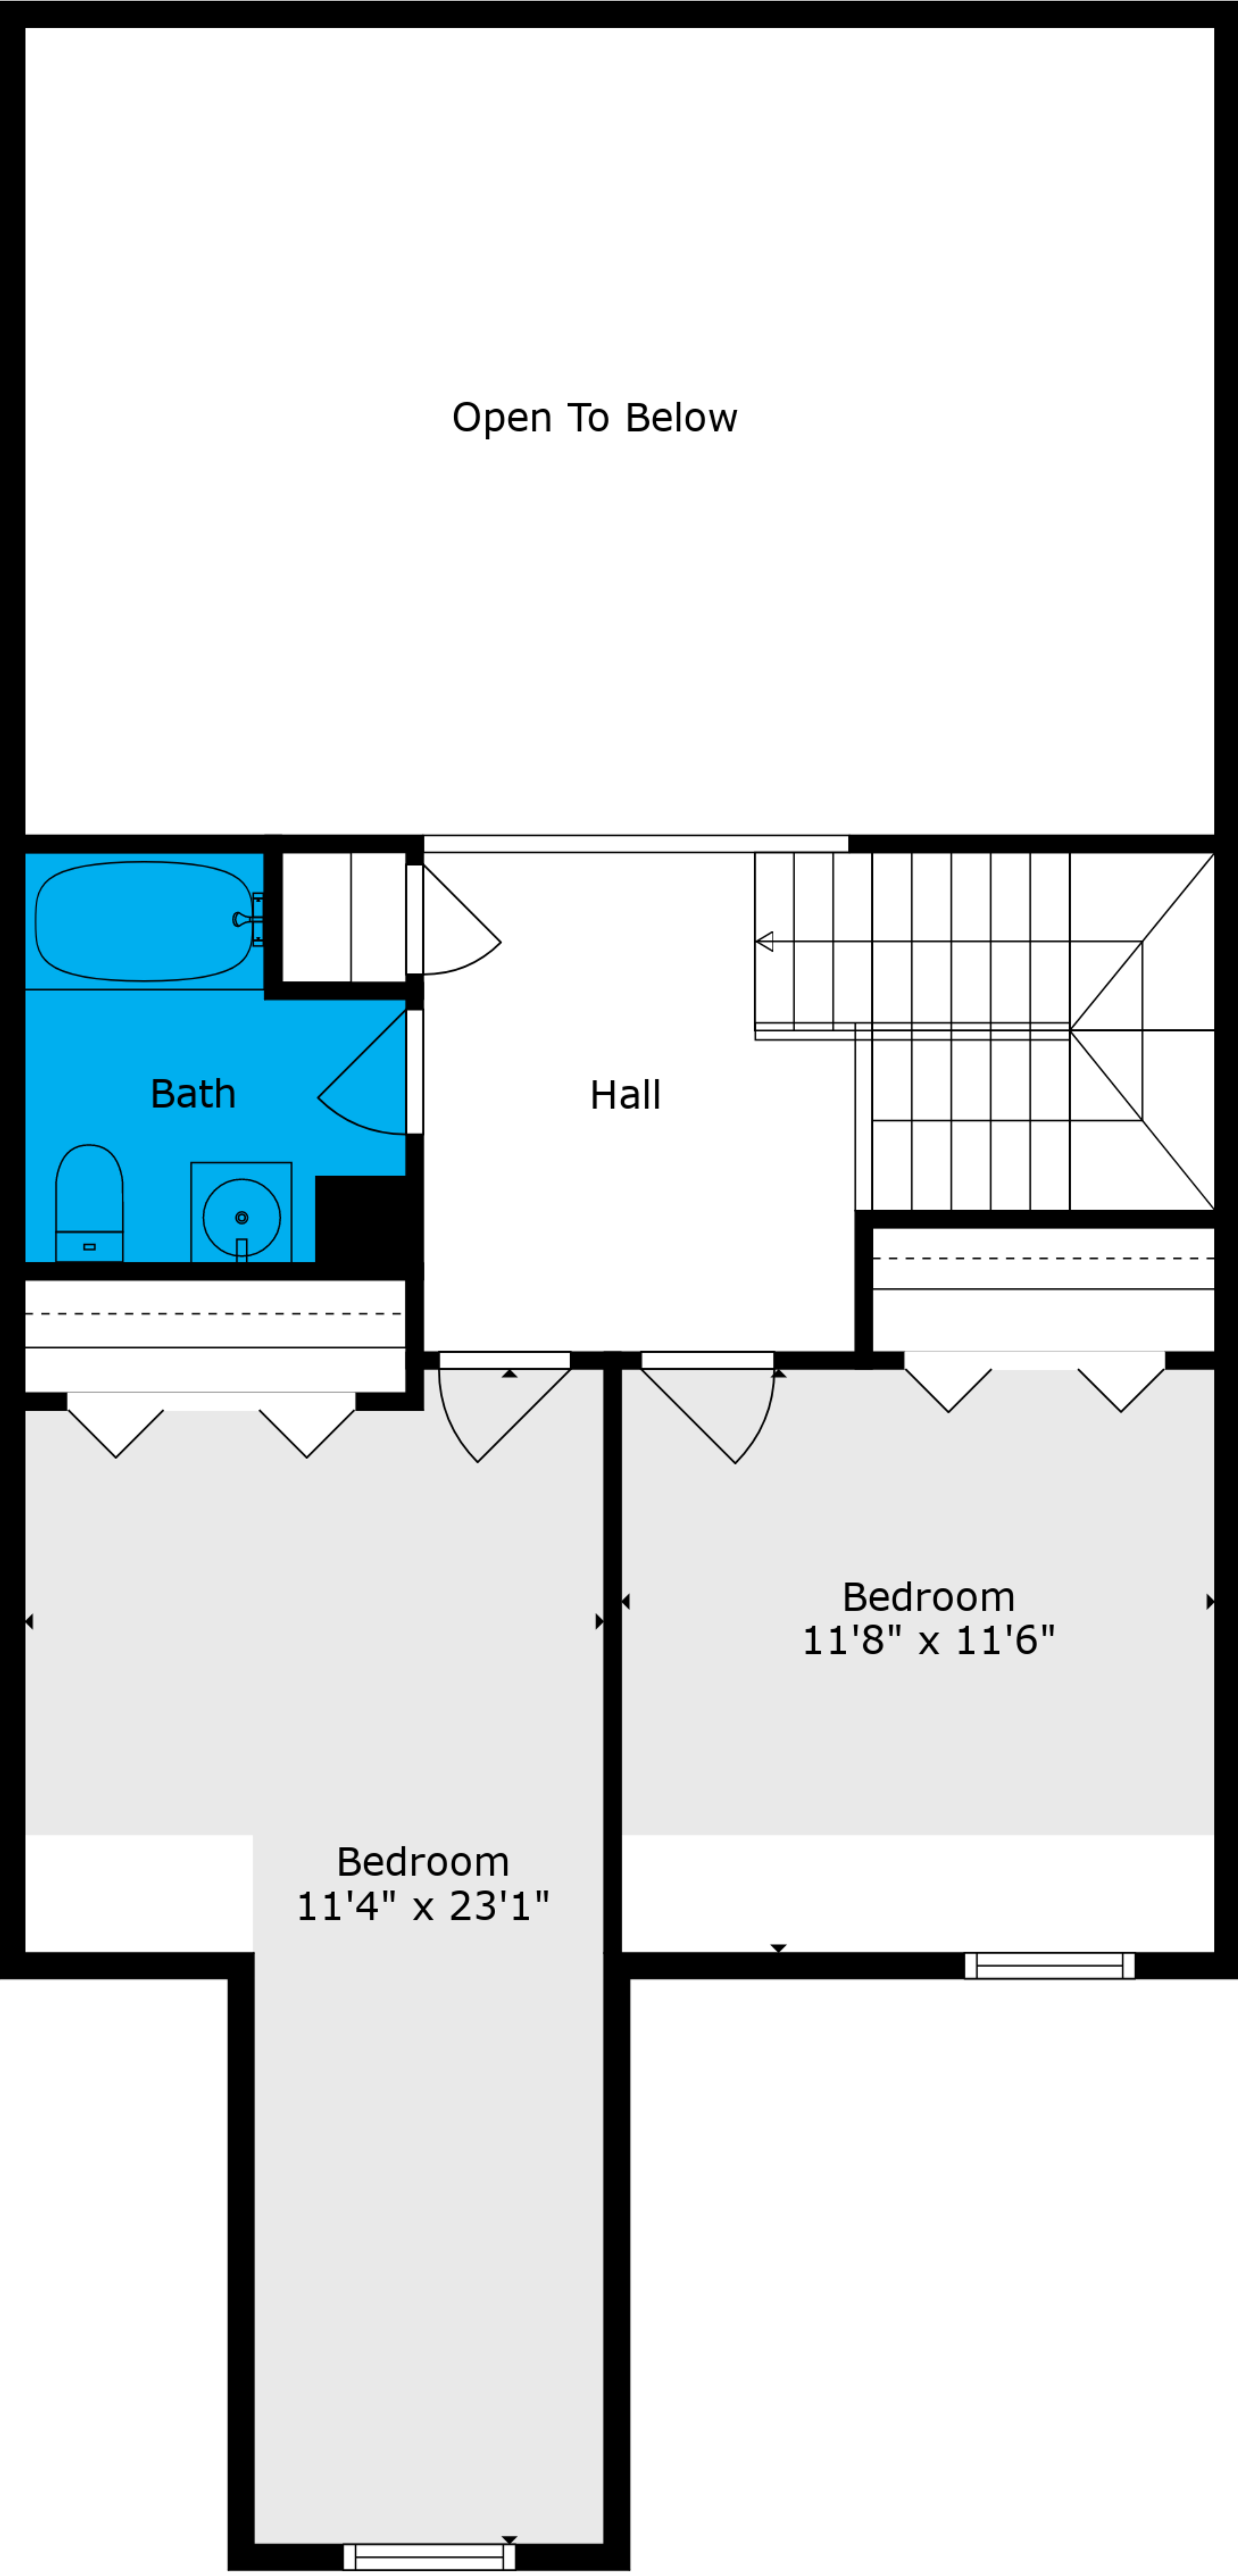 Open To Below
Bath
Hall
Bedroom
11'8" x 11'6"
Bedroom
11'4" x 23'1"